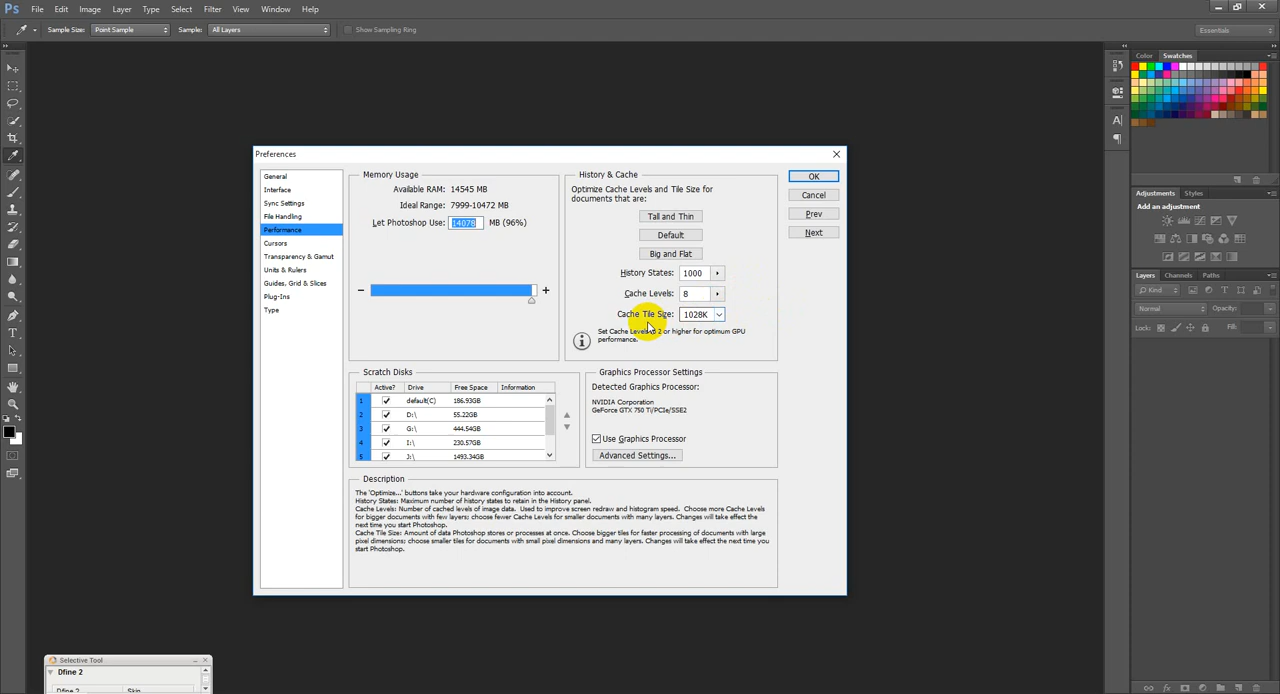 Ps File Edit Image Layer Type Select Filter View Window Help
Sample Size: Point Sample Sample: All Layers Show Sampling Ring Essentials
Color Swatches
Adjustments Styles
Add an adjustment
Layers Channels Paths
Kind
Normal Opacity:
Lock: Fill:
Preferences
General
Interface
Sync Settings
File Handling
Performance
Cursors
Transparency & Gamut
Units & Rulers
Guides, Grid & Slices
Plug-Ins
Type
Memory Usage
Available RAM: 14545 MB
Ideal Range: 7999-10472 MB
Let Photoshop Use: 14078 MB (96%)
- +
History & Cache
Optimize Cache Levels and Tile Size for
documents that are:
Tall and Thin
Default
Big and Flat
History States: 1000
Cache Levels: 8
Cache Tile Size: 1028K
Set Cache Levels 2 or higher for optimum GPU
performance.
OK
Cancel
Prev
Next
Scratch Disks
Active? Drive Free Space Information
1 default(C) 186.93GB
2 D:\ 55.22GB
3 G:\ 444.54GB
4 I:\ 230.57GB
5 J:\ 1493.34GB
Graphics Processor Settings
Detected Graphics Processor:
NVIDIA Corporation
GeForce GTX 750 Ti/PCIe/SSE2
Use Graphics Processor
Advanced Settings...
Description
The 'Optimize...' buttons take your hardware configuration into account.
History States: Maximum number of history states to retain in the History panel.
Cache Levels: Number of cached levels of image data. Used to improve screen redraw and histogram speed. Choose more Cache Levels
for bigger documents with few layers; choose fewer Cache Levels for smaller documents with many layers. Changes will take effect the
next time you start Photoshop.
Cache Tile Size: Amount of data Photoshop stores or processes at once. Choose bigger tiles for faster processing of documents with large
pixel dimensions; choose smaller tiles for documents with small pixel dimensions and many layers. Changes will take effect the next time you
start Photoshop.
Selective Tool
Dfine 2
Dfine 2 Skin